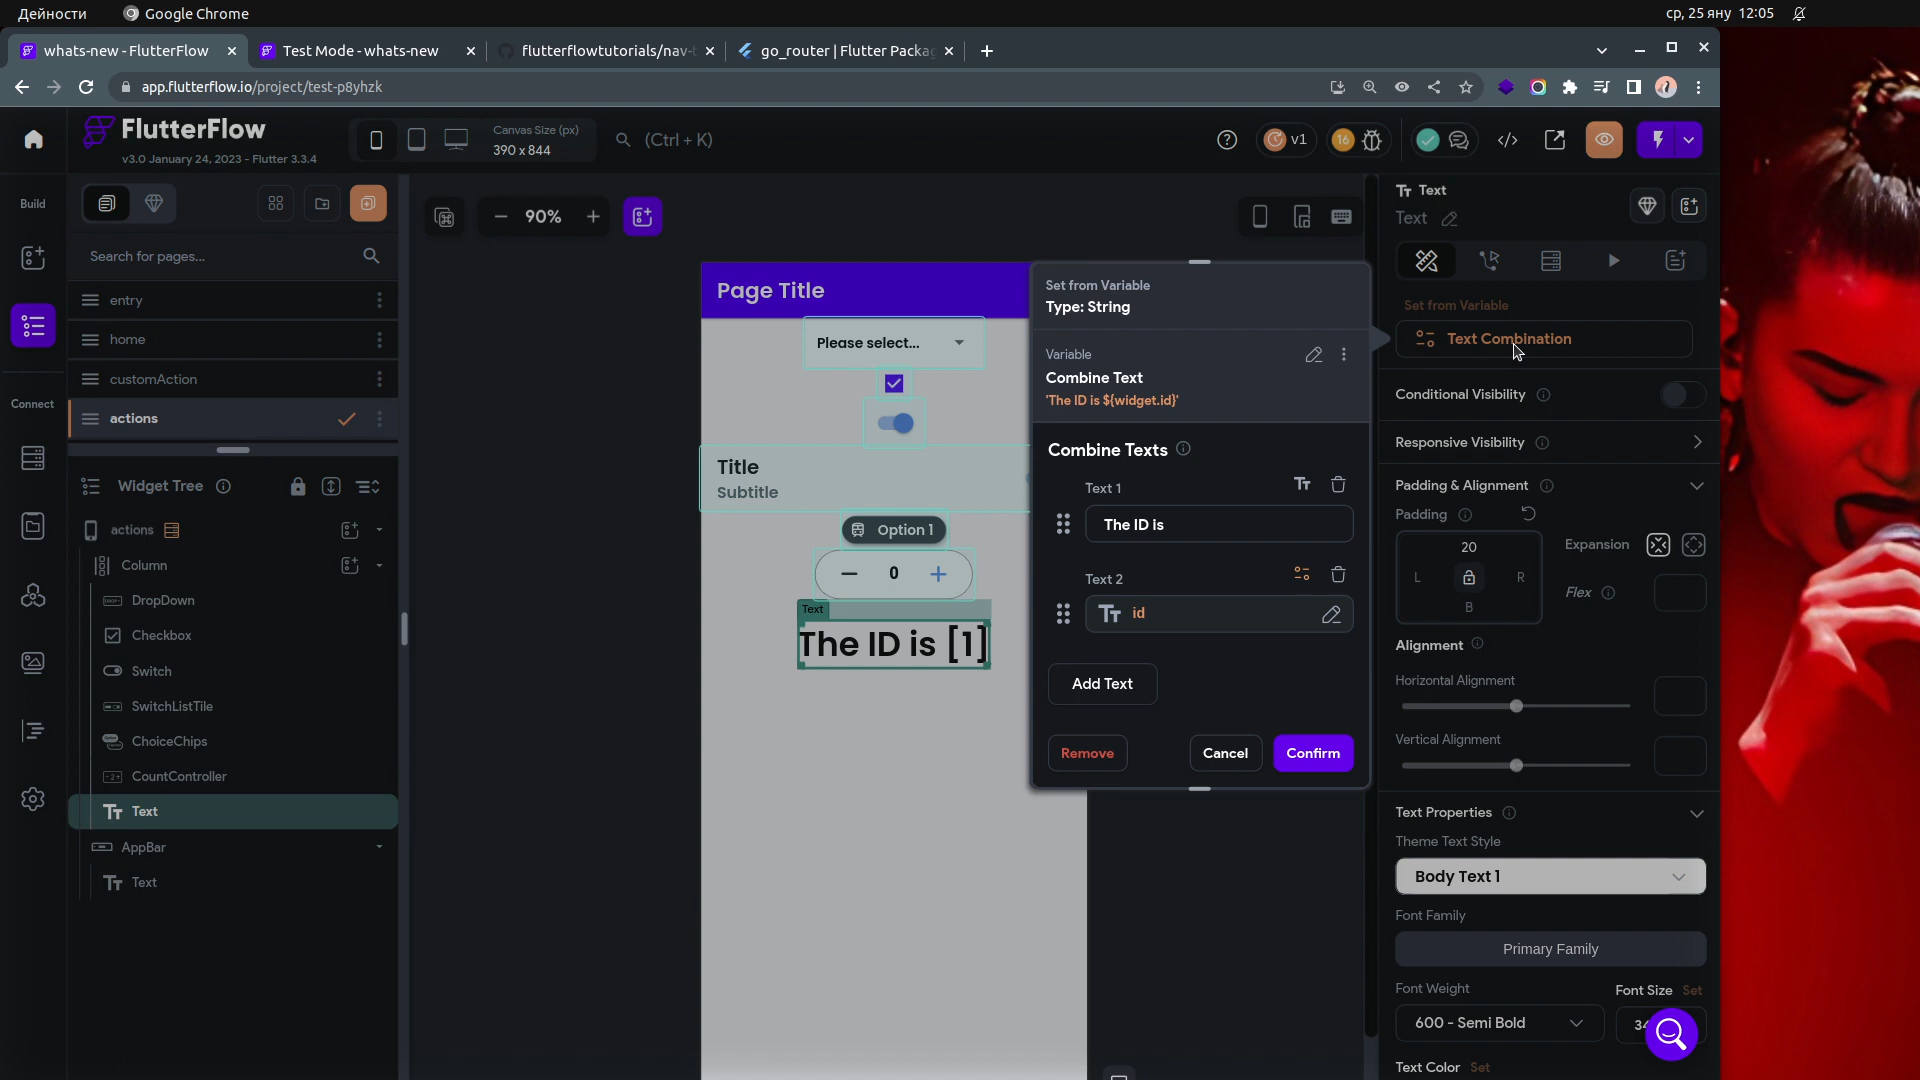 Дейности
Google Chrome
ср, 25 яну 12:05
whats-new - FlutterFlow
Test Mode - whats-new
flutterflowtutorials/nav-
go_router | Flutter Packag
app.flutterflow.io/project/test-p8yhzk
FlutterFlow
v3.0 January 24, 2023 - Flutter 3.3.4
Canvas Size (px)
390 x 844
(Ctrl + K)
v1
16
Build
Connect
Search for pages...
entry
home
customAction
actions
Widget Tree
actions
Column
DropDown
Checkbox
Switch
SwitchListTile
ChoiceChips
CountController
Text
AppBar
Text
90%
Page Title
Please select...
Title
Subtitle
Option 1
0
Text
The ID is [1]
Set from Variable
Type: String
Variable
Combine Text
'The ID is ${widget.id}'
Combine Texts
Text 1
The ID is
Text 2
id
Add Text
Remove
Cancel
Confirm
Text
Text
Set from Variable
Text Combination
Conditional Visibility
Responsive Visibility
Padding & Alignment
Padding
20
L
R
B
Expansion
Flex
Alignment
Horizontal Alignment
Vertical Alignment
Text Properties
Theme Text Style
Body Text 1
Font Family
Primary Family
Font Weight
Font Size Set
600 - Semi Bold
34
Text Color Set